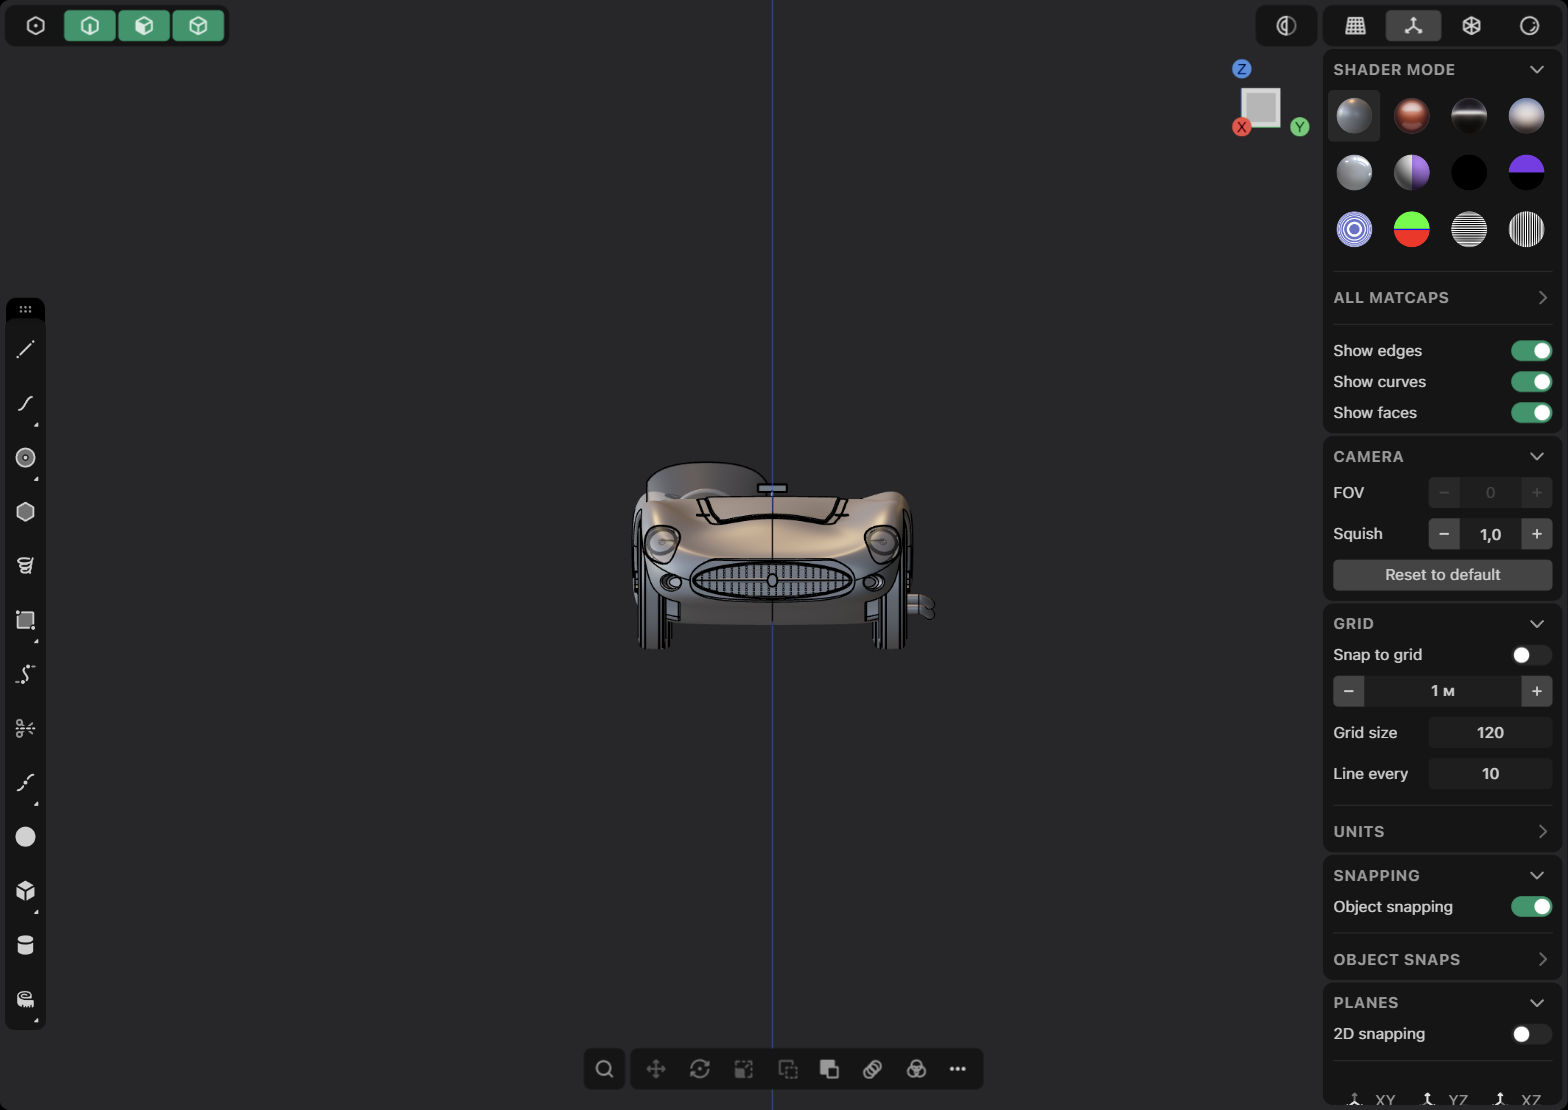 Z
X
Y
SHADER MODE
ALL MATCAPS
Show edges
Show curves
Show faces
CAMERA
FOV − 0 +
Squish − 1,0 +
Reset to default
GRID
Snap to grid
− 1 м +
Grid size 120
Line every 10
UNITS
SNAPPING
Object snapping
OBJECT SNAPS
PLANES
2D snapping
XY YZ XZ